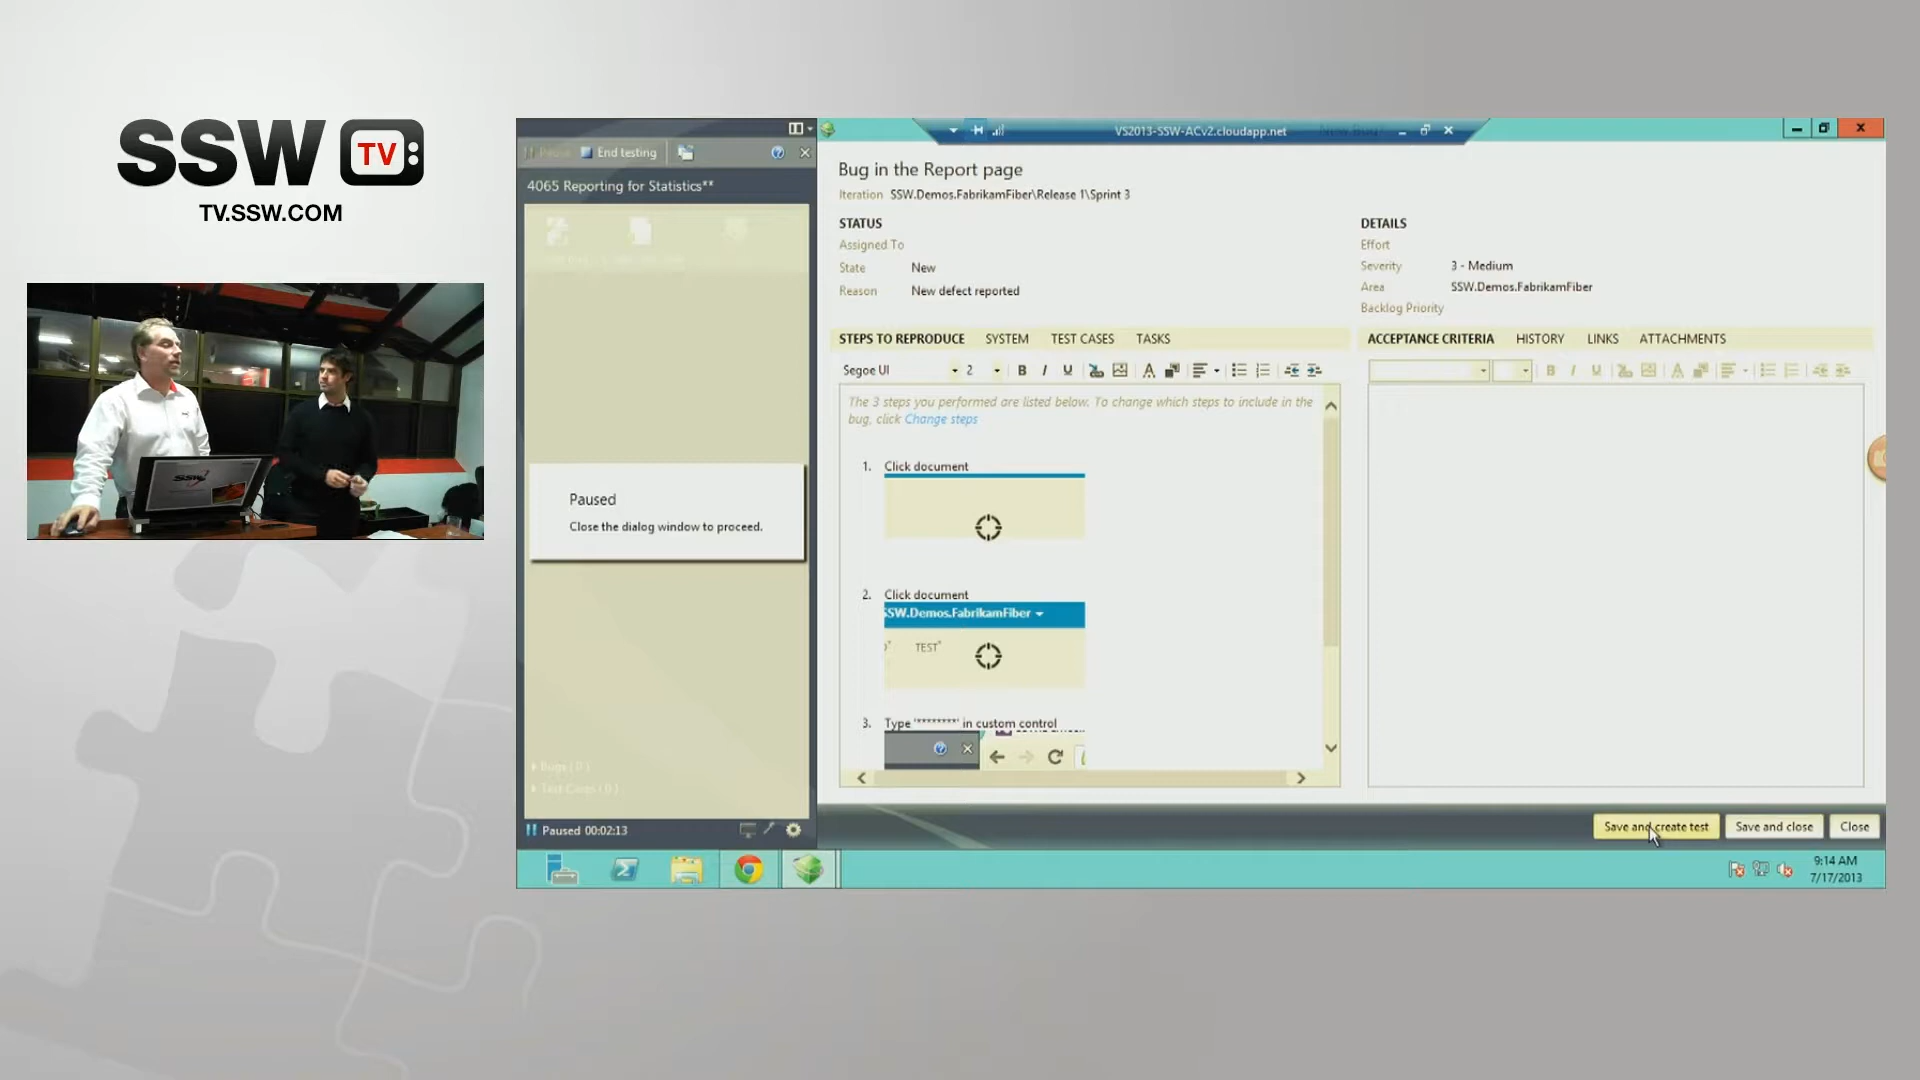 SSW TV:
TV.SSW.COM
SSW
End testing
4065 Reporting for Statistics**
Paused
Close the dialog window to proceed.
Bugs ( 0 )
Test Cases ( 0 )
Paused 00:02:13
VS2013-SSW-ACv2.cloudapp.net
Bug in the Report page
Iteration SSW.Demos.FabrikamFiber\Release 1\Sprint 3
STATUS
Assigned To
State New
Reason New defect reported
DETAILS
Effort
Severity 3 - Medium
Area SSW.Demos.FabrikamFiber
Backlog Priority
STEPS TO REPRODUCE SYSTEM TEST CASES TASKS
ACCEPTANCE CRITERIA HISTORY LINKS ATTACHMENTS
Segoe UI 2 B I U A
B I U A
The 3 steps you performed are listed below. To change which steps to include in the
bug, click Change steps
1. Click document
2. Click document
SSW.Demos.FabrikamFiber
TEST
3. Type '********' in custom control
Save and create test Save and close Close
9:14 AM
7/17/2013